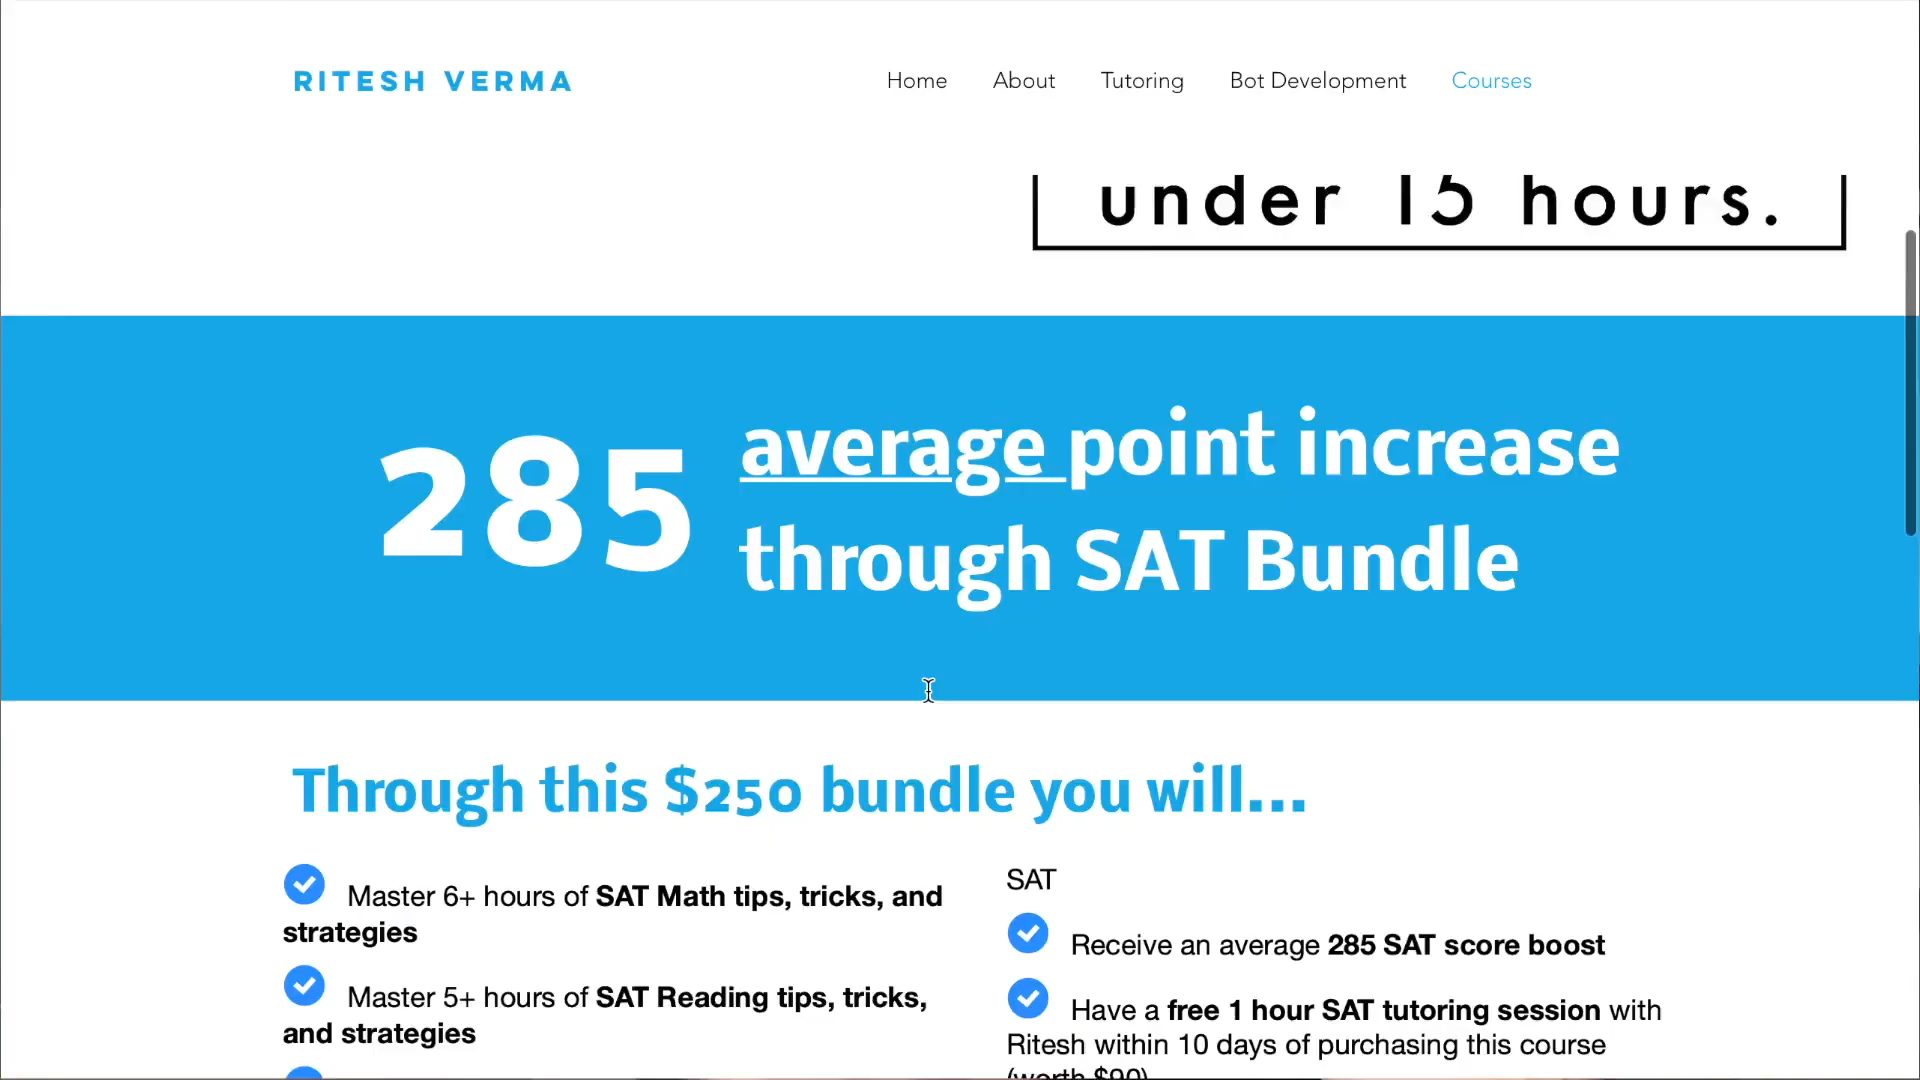 RITESH VERMA
Home About Tutoring Bot Development Courses
under 15 hours.
285
average point increase
through SAT Bundle
Through this $250 bundle you will...
Master 6+ hours of SAT Math tips, tricks, and
strategies
Master 5+ hours of SAT Reading tips, tricks,
and strategies
SAT
Receive an average 285 SAT score boost
Have a free 1 hour SAT tutoring session with
Ritesh within 10 days of purchasing this course
(worth $90)